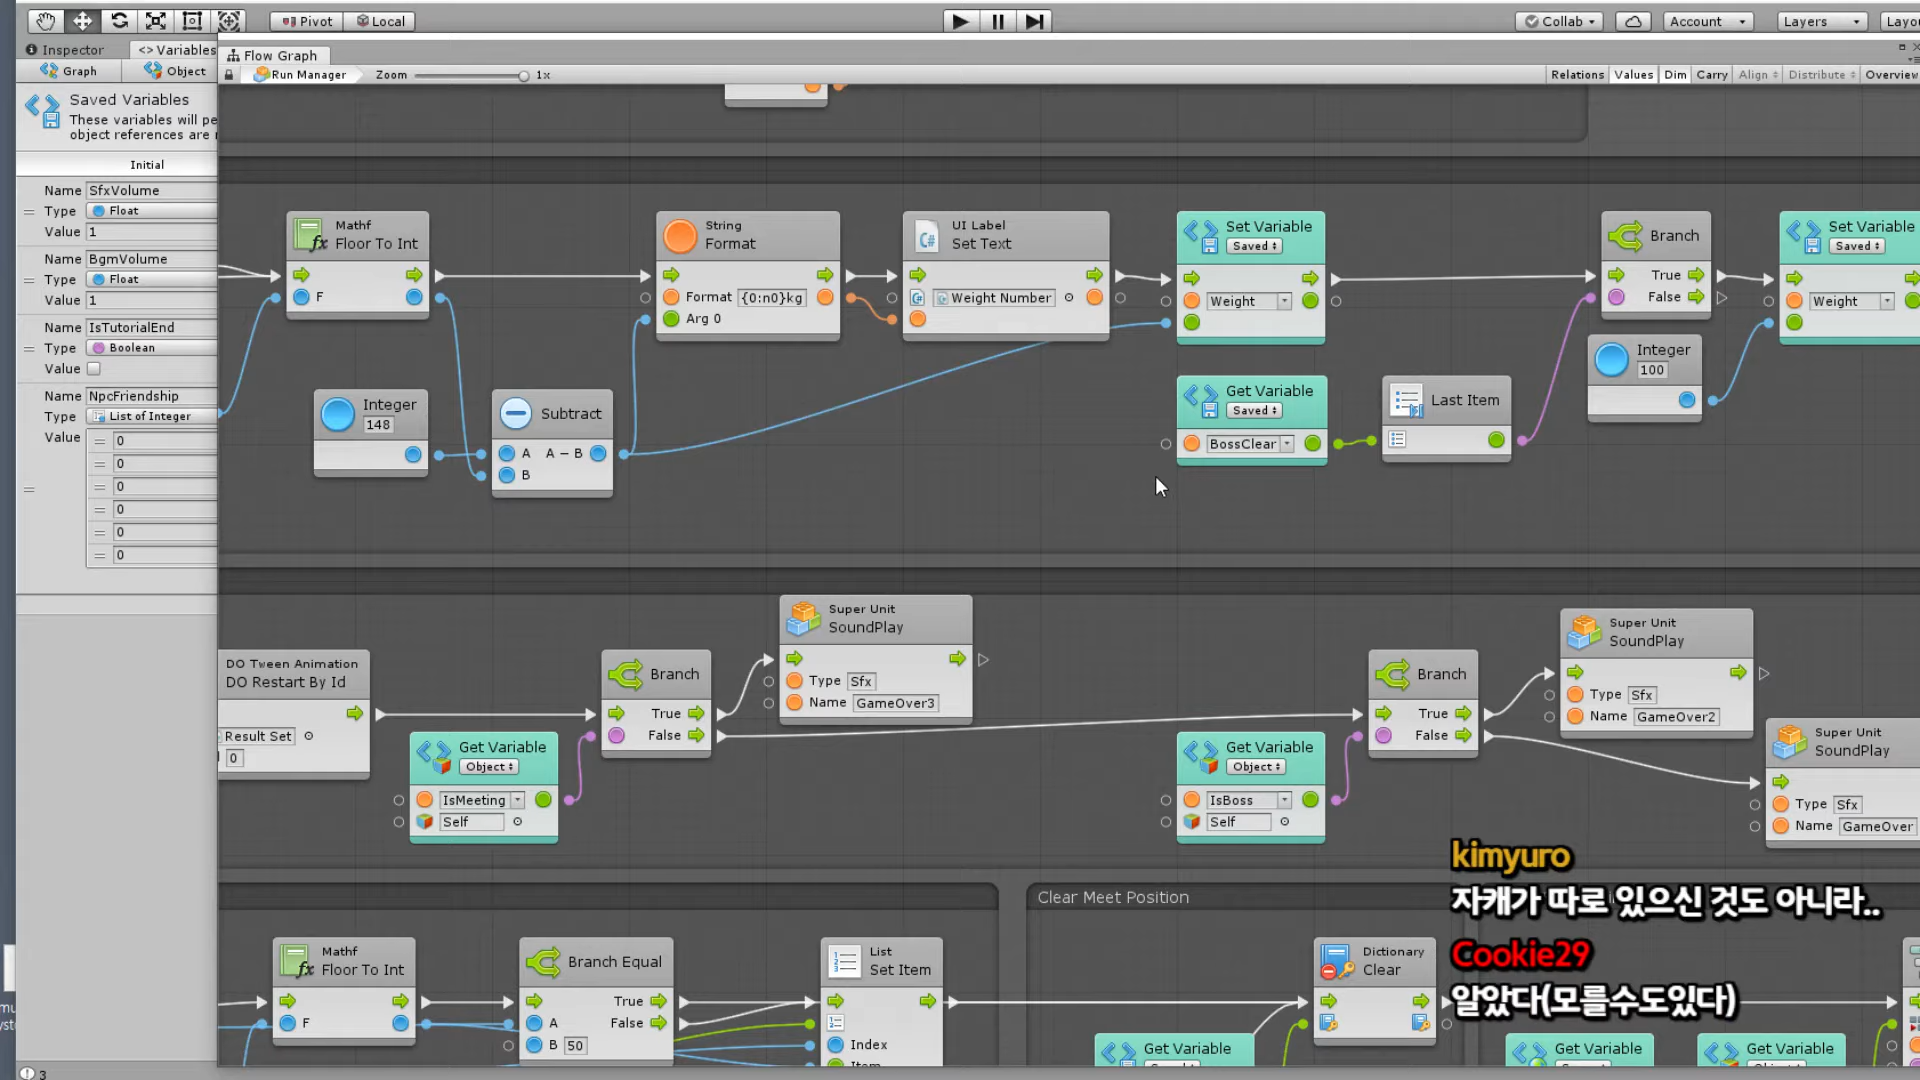 Pivot
Local
Collab
Account
Layers
Inspector
<> Variables
Flow Graph
Graph
Object
Run Manager
Zoom
1x
Relations
Values
Dim
Carry
Align
Distribute
Overview
Saved Variables
These variables will pe
object references are
Initial
Name SfxVolume
Type Float
Value 1
Name BgmVolume
Type Float
Value 1
Name IsTutorialEnd
Type Boolean
Value
Name NpcFriendship
Type List of Integer
Value
0
0
0
0
0
0
Mathf
Floor To Int
F
Integer
148
Subtract
A A – B
B
String
Format
Format {0:n0}kg
Arg 0
UI Label
Set Text
Weight Number
Set Variable
Saved
Weight
Get Variable
Saved
BossClear
Last Item
Branch
True
False
Integer
100
Set Variable
Saved
Weight
DO Tween Animation
DO Restart By Id
Result Set
0
Get Variable
Object
IsMeeting
Self
Branch
True
False
Super Unit
SoundPlay
Type Sfx
Name GameOver3
Get Variable
Object
IsBoss
Self
Branch
True
False
Super Unit
SoundPlay
Type Sfx
Name GameOver2
Super Unit
SoundPlay
Type Sfx
Name GameOver
Clear Meet Position
Mathf
Floor To Int
F
Branch Equal
True
A False
B 50
List
Set Item
Index
Dictionary
Clear
Get Variable
Get Variable
Get Variable
kimyuro
자캐가 따로 있으신 것도 아니라..
Cookie29
알았다(모를수도있다)
3